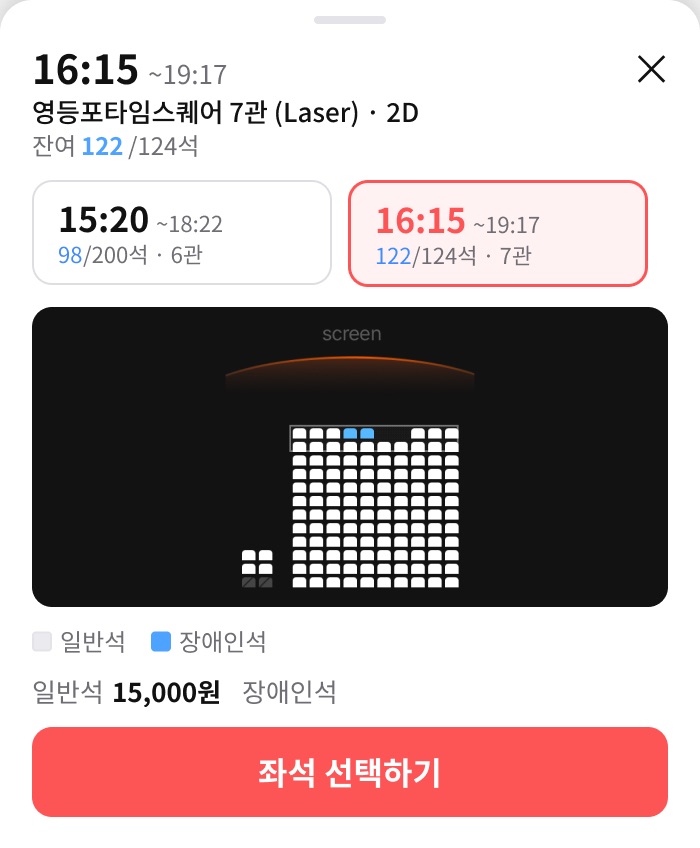 16:15 ~19:17
영등포타임스퀘어 7관 (Laser) · 2D
잔여 122 /124석
15:20 ~18:22
98/200석 · 6관
16:15 ~19:17
122/124석 · 7관
screen
일반석 장애인석
일반석 15,000원 장애인석
좌석 선택하기